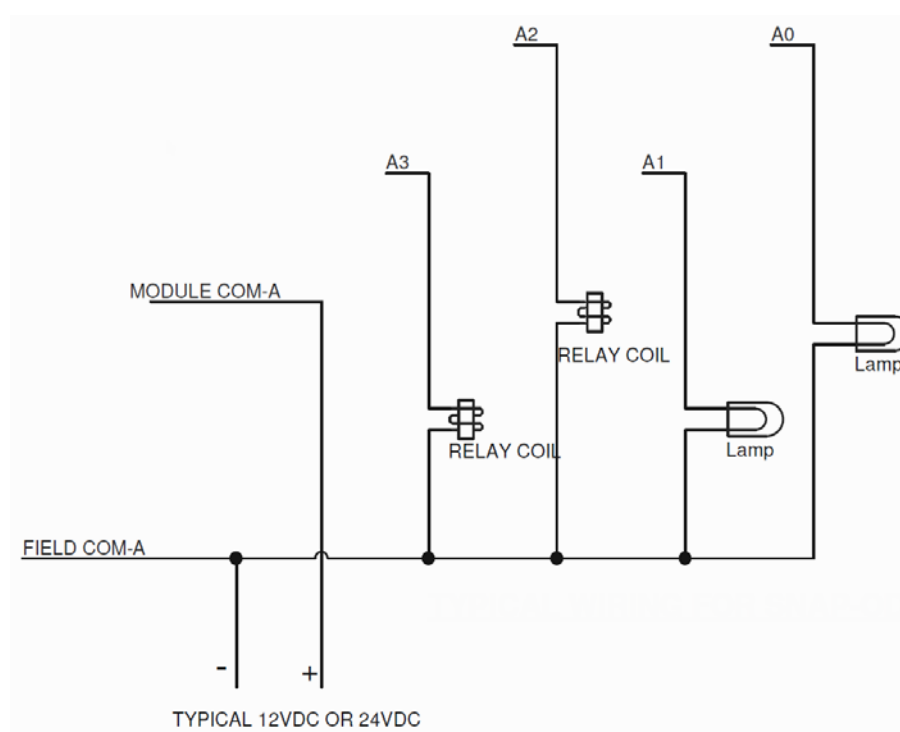 A2
A0
A3
A1
MODULE COM-A
RELAY COIL
Lamp
RELAY COIL
Lamp
FIELD COM-A
-
+
TYPICAL 12VDC OR 24VDC